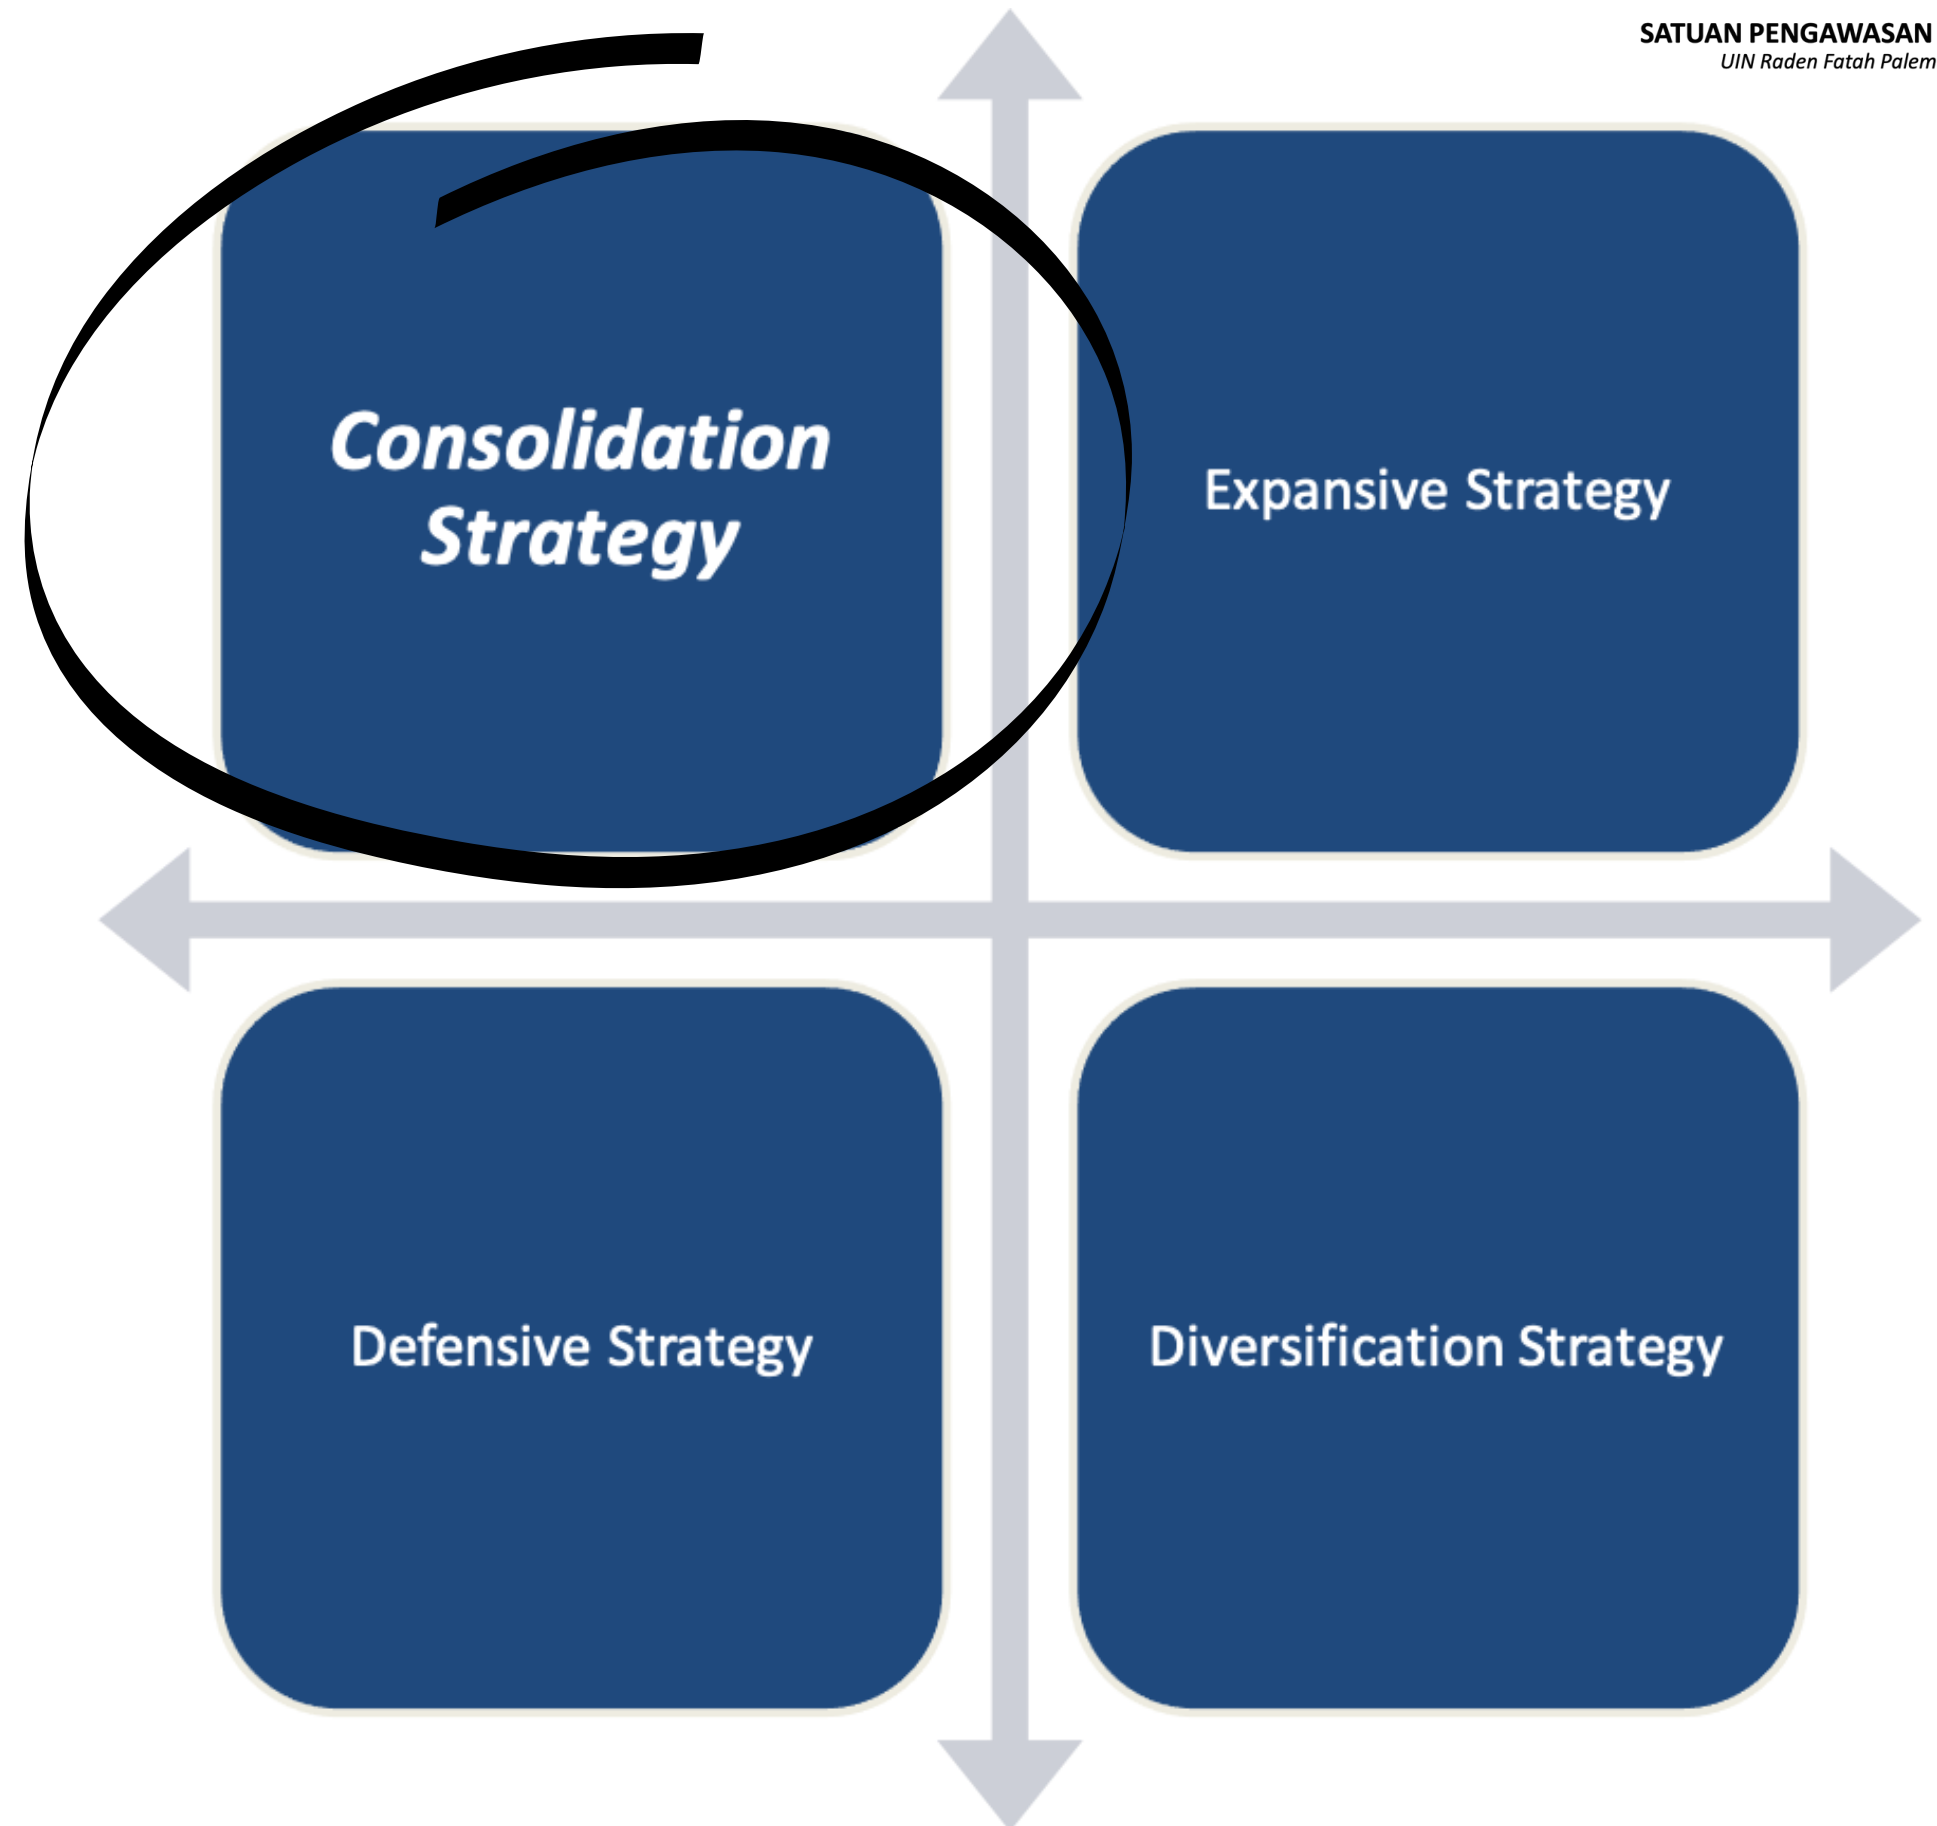 SATUAN PENGAWASAN
UIN Raden Fatah Palem
Consolidation
Strategy
Expansive Strategy
Defensive Strategy
Diversification Strategy